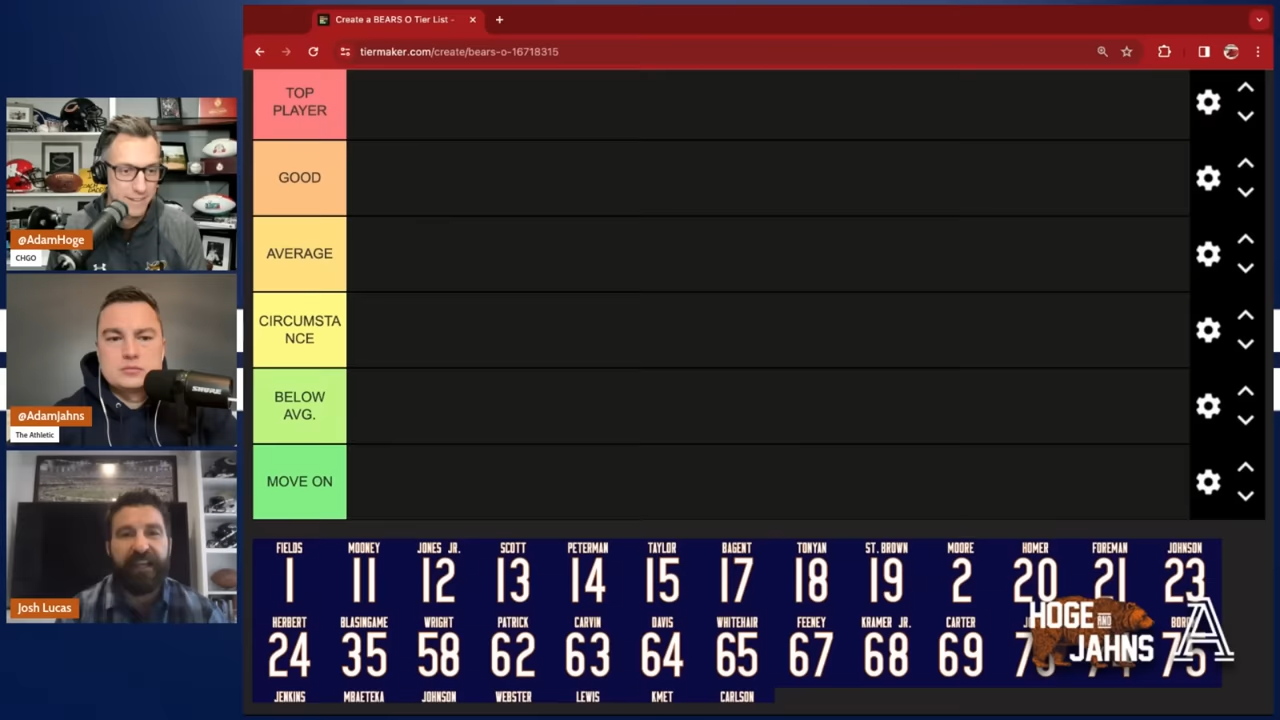 Create a BEARS O Tier List -
tiermaker.com/create/bears-o-16718315
TOP
PLAYER
GOOD
AVERAGE
CIRCUMSTA
NCE
BELOW
AVG.
MOVE ON
@AdamHoge
CHGO
@AdamJahns
The Athletic
Josh Lucas
FIELDS MOONEY JONES JR. SCOTT PETERMAN TAYLOR BAGENT TONYAN ST. BROWN MOORE HOMER FOREMAN JOHNSON
1 11 12 13 14 15 17 18 19 2 20 21 23
HERBERT BLASINGAME WRIGHT PATRICK CARVIN DAVIS WHITEHAIR FEENEY KRAMER JR. CARTER
24 35 58 62 63 64 65 67 68 69 75
JENKINS MBAETEKA JOHNSON WEBSTER LEWIS KMET CARLSON
HOGE AND
JAHNS
A